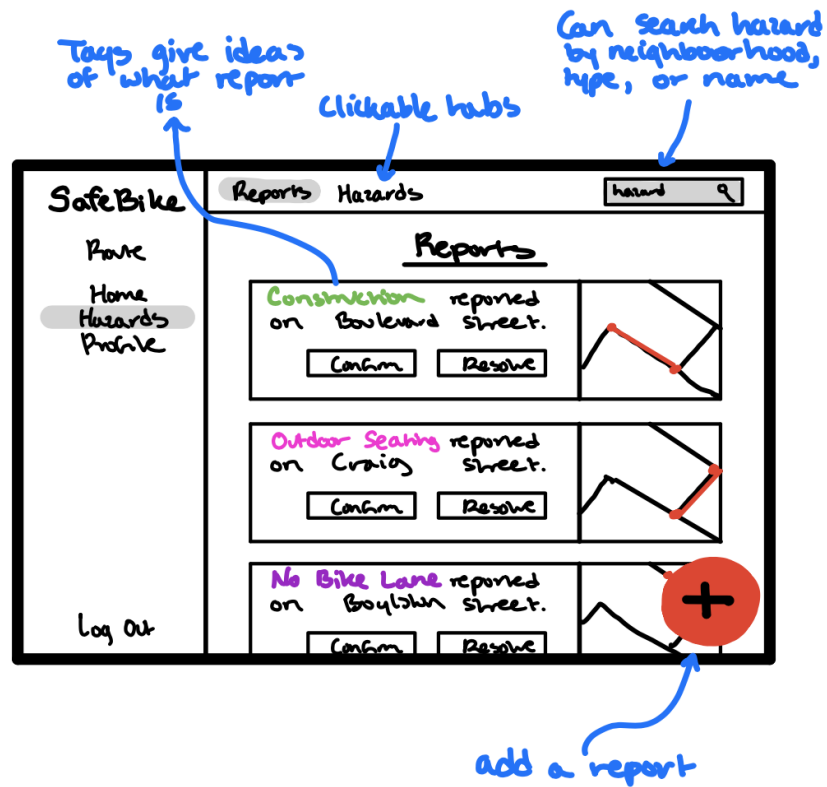 Can search hazard
by neighboorhood,
type, or name
Tags give ideas
of what report
is
Clickable tabs
SafeBike
Reports
Hazards
hazard
Route
Home
Hazards
Profile
Log Out
Reports
Construction reported
on Boulevard street.
Confirm
Resolve
Outdoor Seating reported
on Craig street.
Confirm
Resolve
No Bike Lane reported
on Boylston street.
Confirm
Resolve
+
add a report